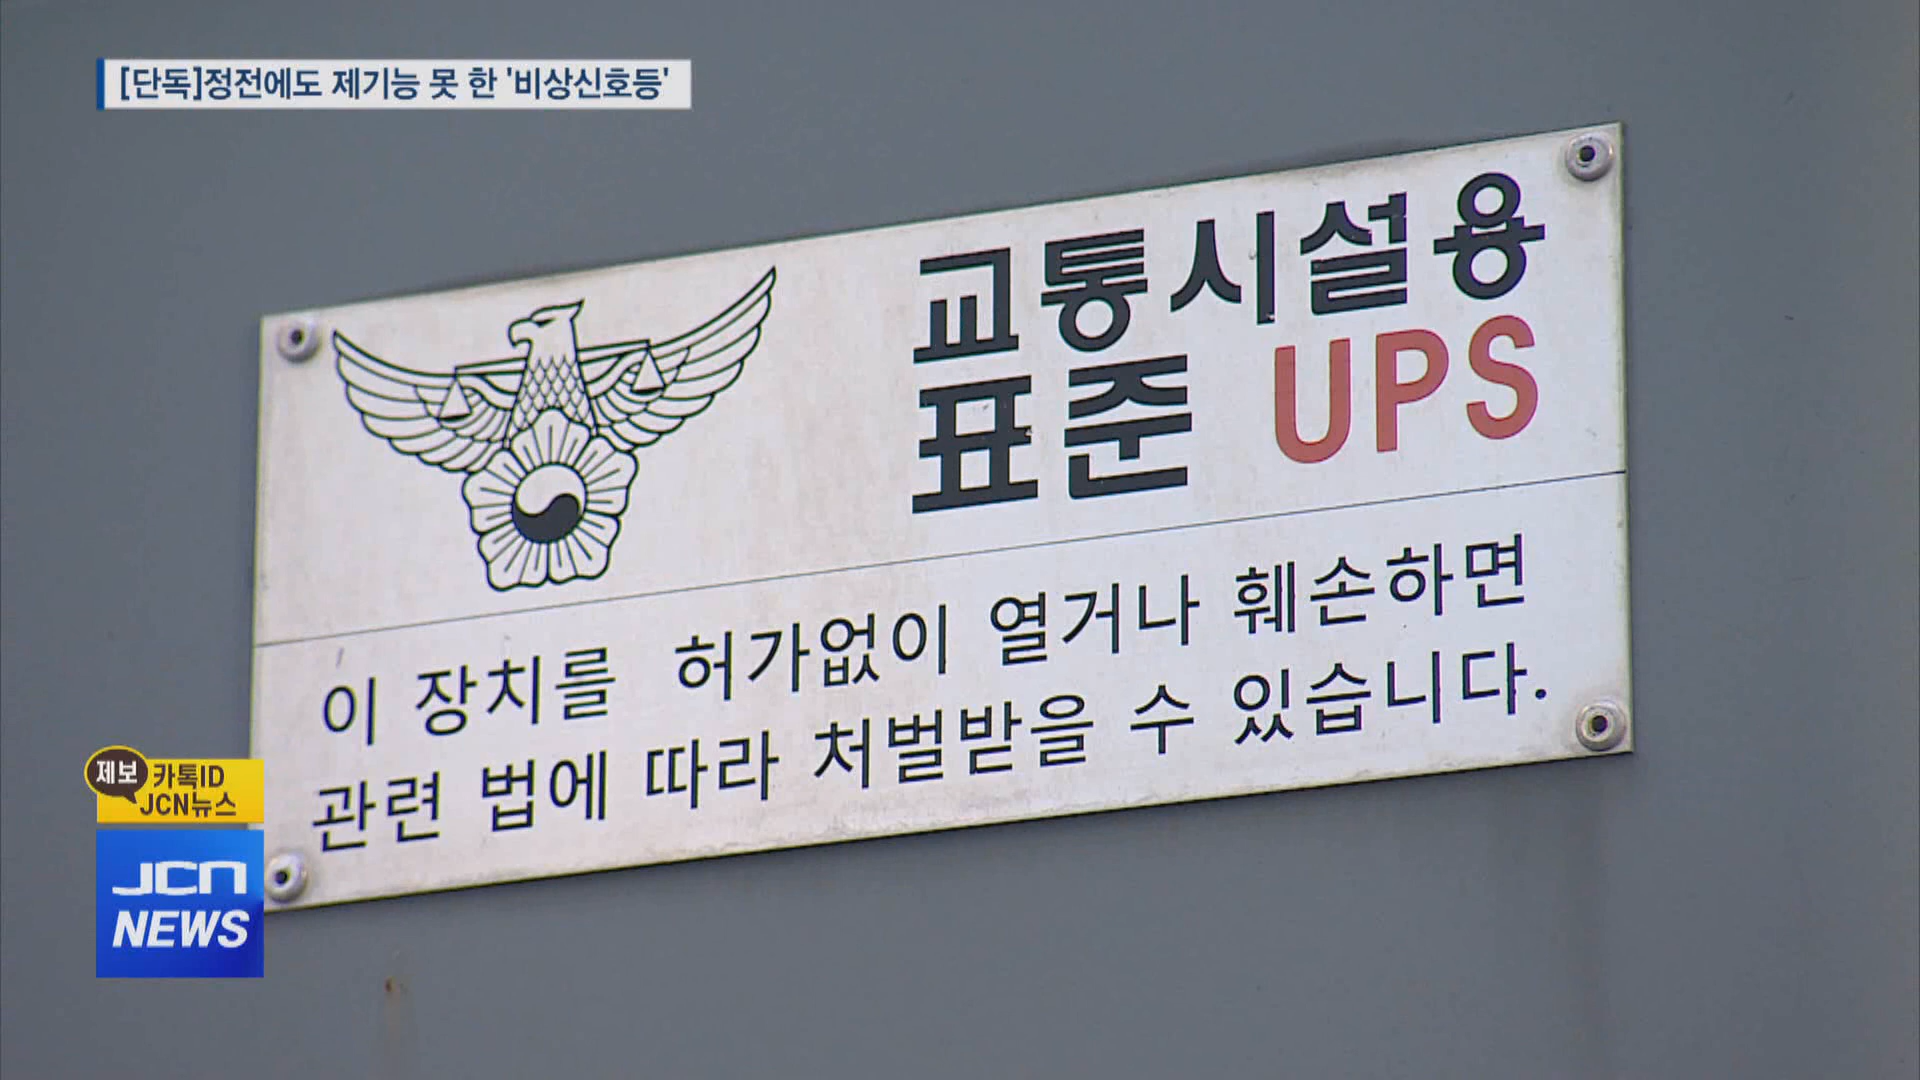 [단독]정전에도 제기능 못 한 '비상신호등'
교통시설용
표준 UPS
이 장치를 허가없이 열거나 훼손하면
관련 법에 따라 처벌받을 수 있습니다.
제보 카톡ID
JCN뉴스
JCN
NEWS